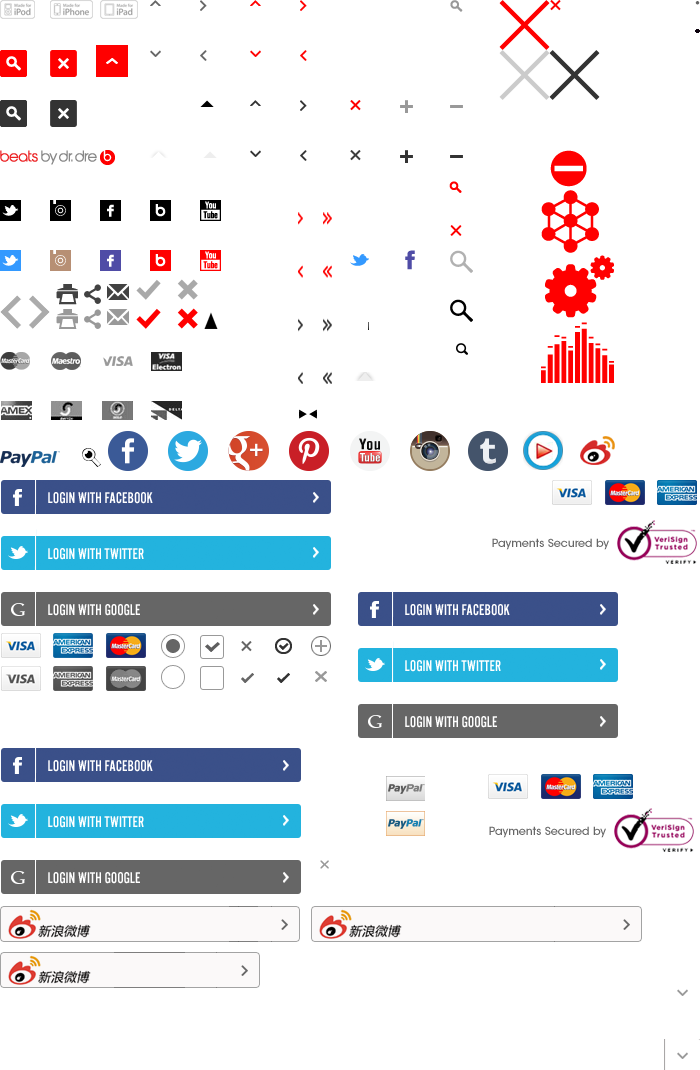 Made for iPod
Made for iPhone
Made for iPad
beats by dr. dre b
f b You Tube
f b You Tube
f
MasterCard Maestro VISA VISA Electron
AMEX SWITCH SOLO DELTA
PayPal f g+ You Tube t
f LOGIN WITH FACEBOOK
VISA MasterCard AMERICAN EXPRESS
LOGIN WITH TWITTER
Payments Secured by VeriSign Trusted
VERIFY
G LOGIN WITH GOOGLE
f LOGIN WITH FACEBOOK
VISA AMERICAN EXPRESS MasterCard
VISA AMERICAN EXPRESS MasterCard
LOGIN WITH TWITTER
G LOGIN WITH GOOGLE
f LOGIN WITH FACEBOOK
PayPal
VISA MasterCard AMERICAN EXPRESS
LOGIN WITH TWITTER
PayPal
Payments Secured by VeriSign Trusted
VERIFY
G LOGIN WITH GOOGLE
新浪微博
新浪微博
新浪微博